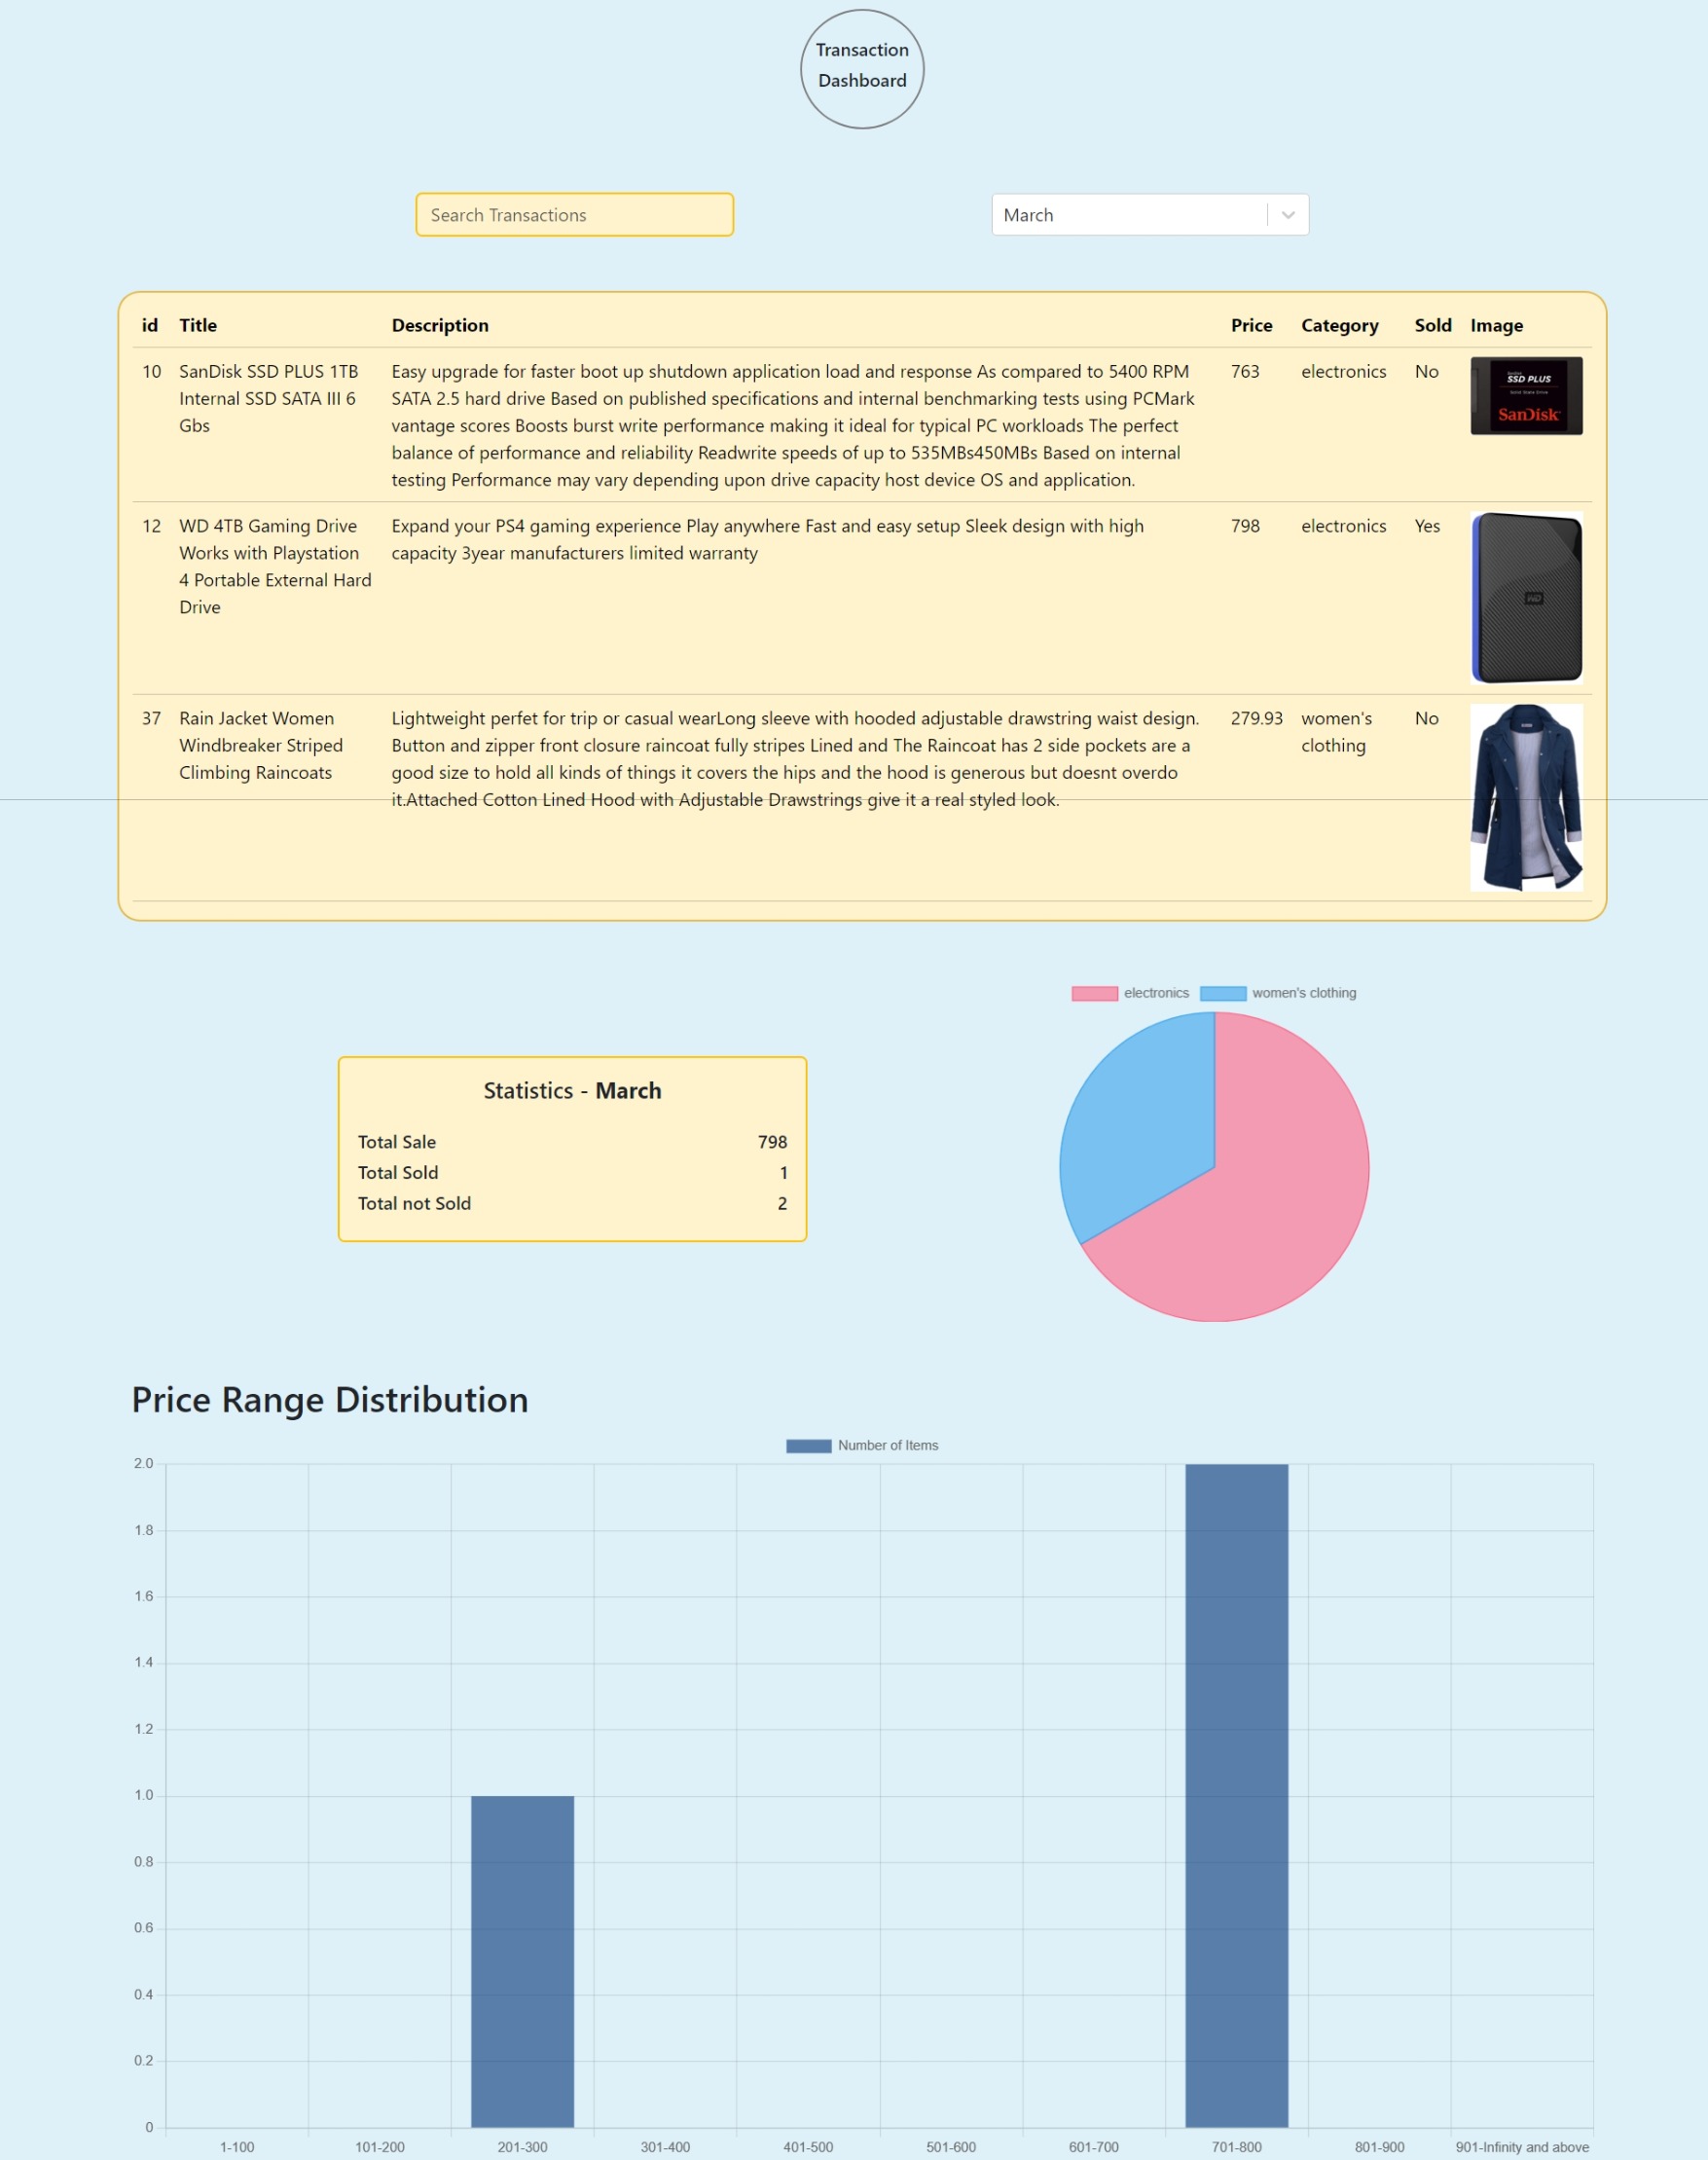 Transaction
Dashboard
Search Transactions
March
id Title Description Price Category Sold Image
10 SanDisk SSD PLUS 1TB Easy upgrade for faster boot up shutdown application load and response As compared to 5400 RPM 763 electronics No
Internal SSD SATA III 6 SATA 2.5 hard drive Based on published specifications and internal benchmarking tests using PCMark
Gbs vantage scores Boosts burst write performance making it ideal for typical PC workloads The perfect
balance of performance and reliability Readwrite speeds of up to 535MBs450MBs Based on internal
testing Performance may vary depending upon drive capacity host device OS and application.
SSD PLUS
Solid State Drive
SanDisk
12 WD 4TB Gaming Drive Expand your PS4 gaming experience Play anywhere Fast and easy setup Sleek design with high 798 electronics Yes
Works with Playstation capacity 3year manufacturers limited warranty
4 Portable External Hard
Drive
WD
37 Rain Jacket Women Lightweight perfet for trip or casual wearLong sleeve with hooded adjustable drawstring waist design. 279.93 women's No
Windbreaker Striped Button and zipper front closure raincoat fully stripes Lined and The Raincoat has 2 side pockets are a clothing
Climbing Raincoats good size to hold all kinds of things it covers the hips and the hood is generous but doesnt overdo
it.Attached Cotton Lined Hood with Adjustable Drawstrings give it a real styled look.
electronics women's clothing
Statistics - March
Total Sale 798
Total Sold 1
Total not Sold 2
Price Range Distribution
Number of Items
2.0
1.8
1.6
1.4
1.2
1.0
0.8
0.6
0.4
0.2
0
1-100 101-200 201-300 301-400 401-500 501-600 601-700 701-800 801-900 901-Infinity and above